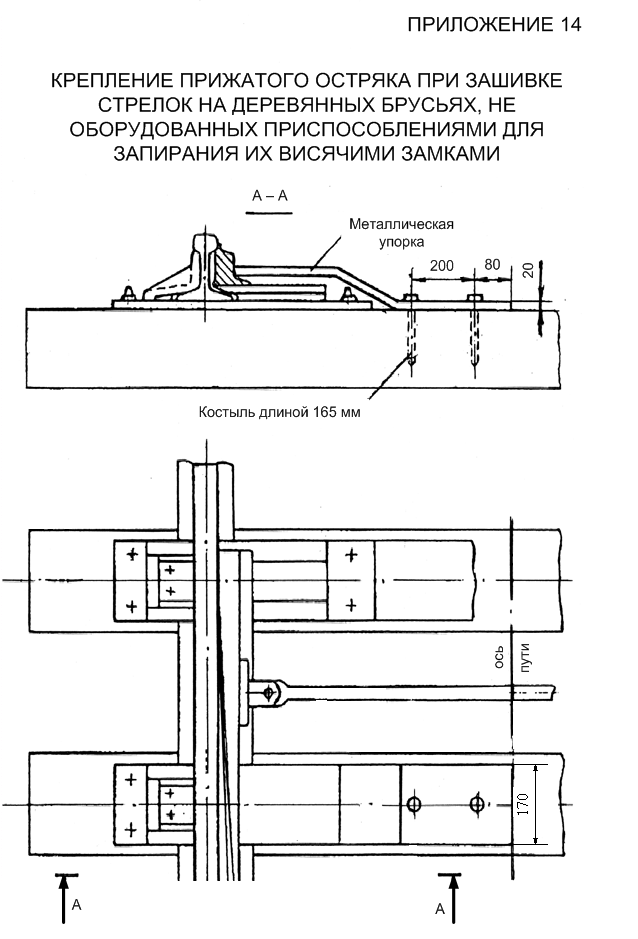 ПРИЛОЖЕНИЕ 14
КРЕПЛЕНИЕ ПРИЖАТОГО ОСТРЯКА ПРИ ЗАШИВКЕ
СТРЕЛОК НА ДЕРЕВЯННЫХ БРУСЬЯХ, НЕ
ОБОРУДОВАННЫХ ПРИСПОСОБЛЕНИЯМИ ДЛЯ
ЗАПИРАНИЯ ИХ ВИСЯЧИМИ ЗАМКАМИ
А – А
Металлическая
упорка
200
80
20
Костыль длиной 165 мм
ось
пути
170
А
А